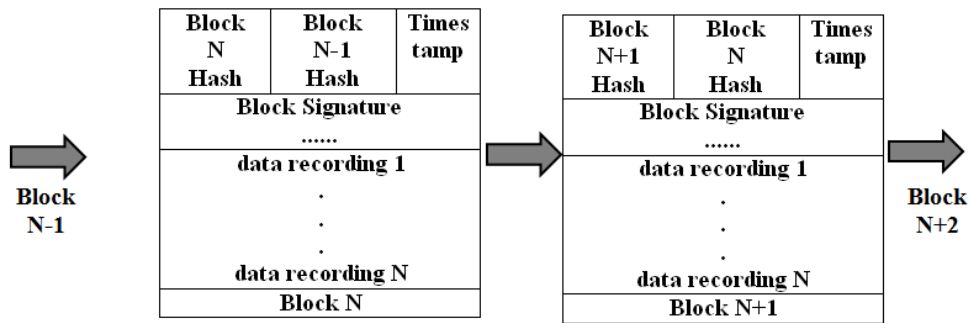 Block
N-1
Block
N
Hash
Block
N-1
Hash
Times
tamp
Block Signature
......
data recording 1
.
.
.
data recording N
Block N
Block
N+1
Hash
Block
N
Hash
Times
tamp
Block Signature
......
data recording 1
.
.
.
data recording N
Block N+1
Block
N+2